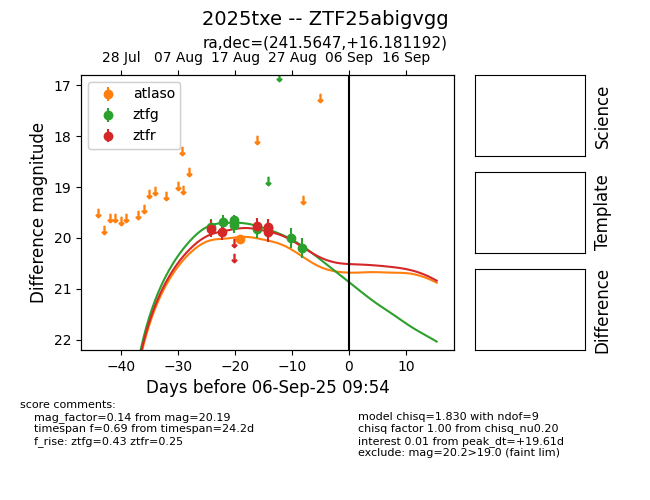 2025txe -- ZTF25abigvgg
ra,dec=(241.5647,+16.181192)
28 Jul 07 Aug 17 Aug 27 Aug 06 Sep 16 Sep
atlaso
ztfg
ztfr
17
18
19
20
21
22
Difference magnitude
−40 −30 −20 −10 0 10
Days before 06-Sep-25 09:54
Science
Template
Difference
score comments:
mag_factor=0.14 from mag=20.19
timespan f=0.69 from timespan=24.2d
f_rise: ztfg=0.43 ztfr=0.25
model chisq=1.830 with ndof=9
chisq factor 1.00 from chisq_nu0.20
interest 0.01 from peak_dt=+19.61d
exclude: mag=20.2>19.0 (faint lim)